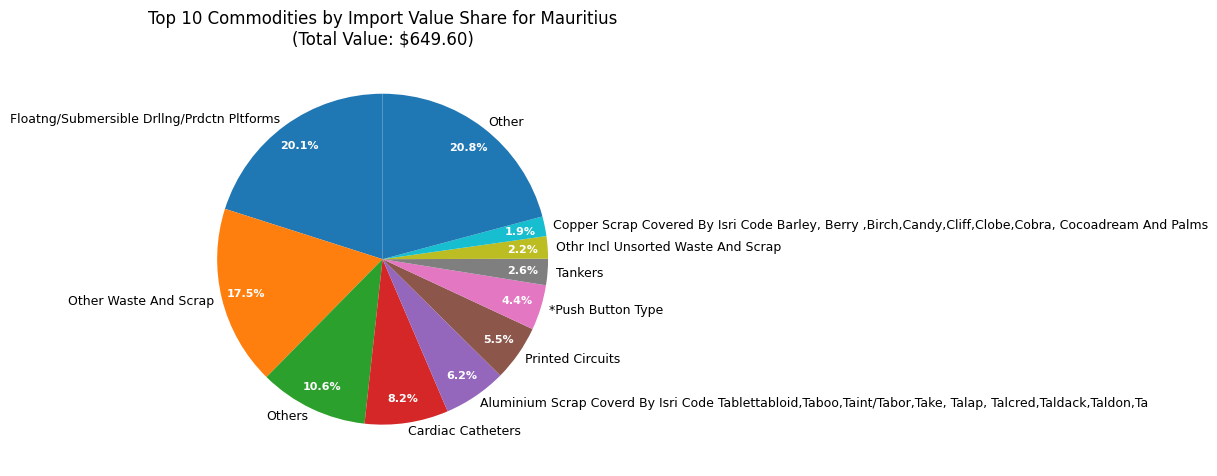 Top 10 Commodities by Import Value Share for Mauritius
(Total Value: $649.60)
Floatng/Submersible Drllng/Prdctn Pltforms
20.1%
Other
20.8%
Copper Scrap Covered By Isri Code Barley, Berry ,Birch,Candy,Cliff,Clobe,Cobra, Cocoadream And Palms
1.9%
Othr Incl Unsorted Waste And Scrap
2.2%
Tankers
2.6%
Other Waste And Scrap
17.5%
*Push Button Type
4.4%
Printed Circuits
5.5%
Aluminium Scrap Coverd By Isri Code Tablettabloid,Taboo,Taint/Tabor,Take, Talap, Talcred,Taldack,Taldon,Ta
6.2%
Others
10.6%
Cardiac Catheters
8.2%